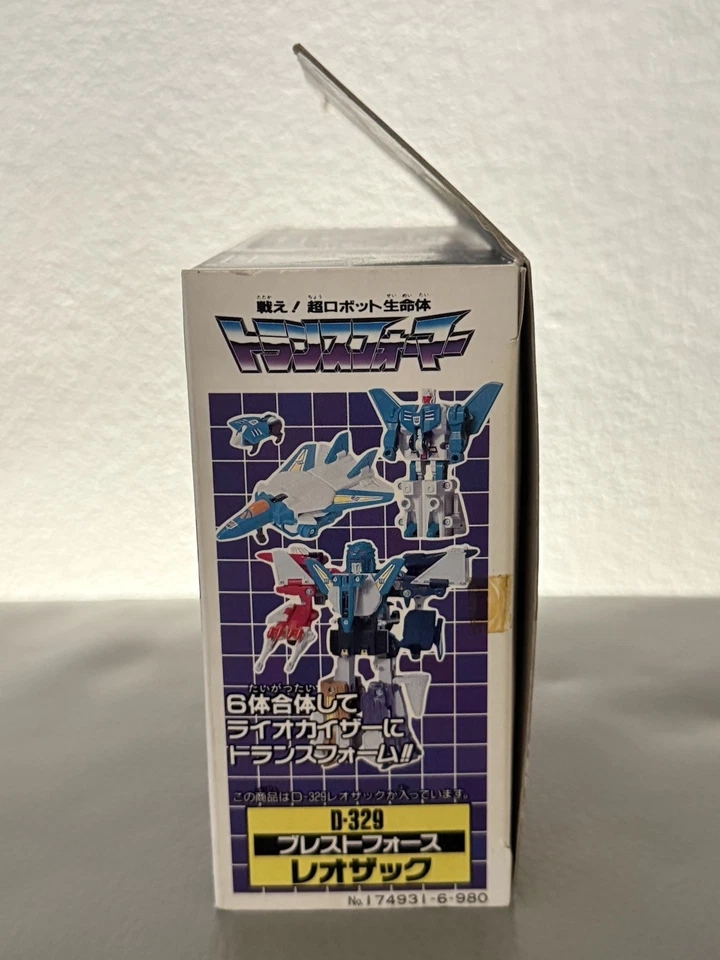 たたか ちょう せいめいたい
戦え! 超ロボット生命体
トランスフォーマー
たいがったい
6体合体して
ライオカイザーに
トランスフォーム!!
この商品はD-329レオザックが入っています。
D-329
ブレストフォース
レオザック
No.174931-6-980